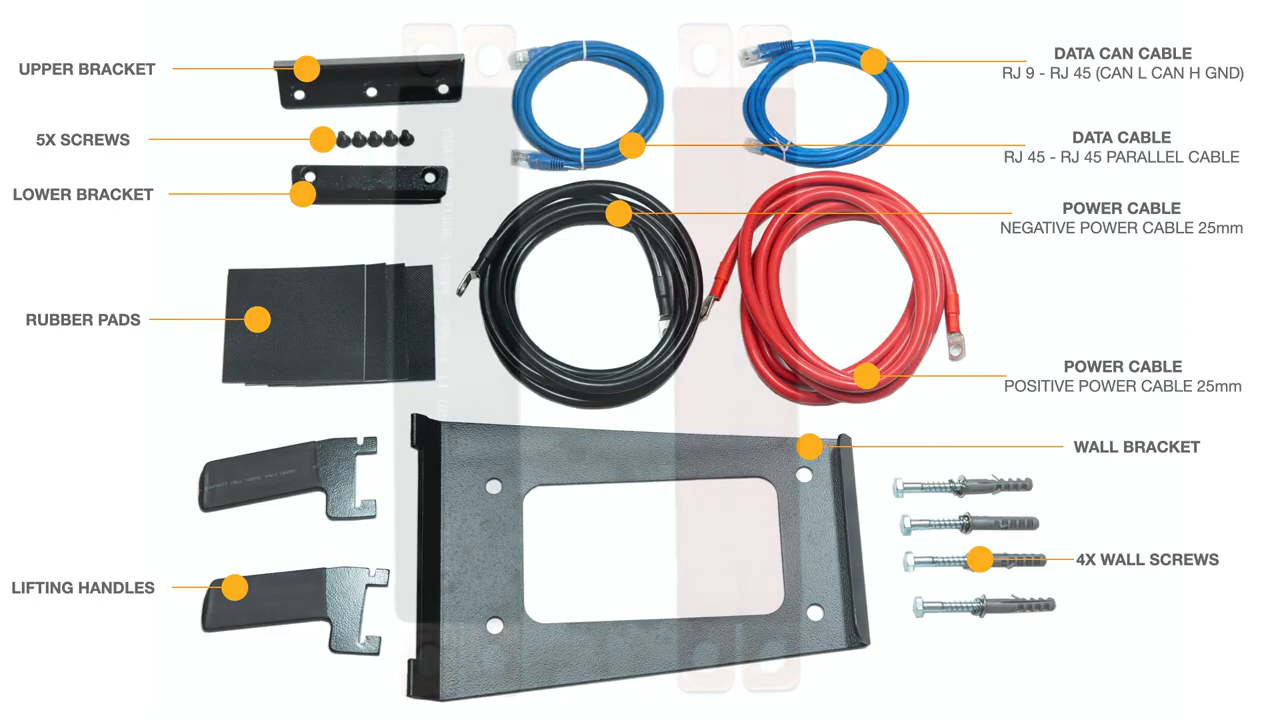 UPPER BRACKET
5X SCREWS
LOWER BRACKET
RUBBER PADS
LIFTING HANDLES
DATA CAN CABLE
RJ 9 - RJ 45 (CAN L CAN H GND)
DATA CABLE
RJ 45 - RJ 45 PARALLEL CABLE
POWER CABLE
NEGATIVE POWER CABLE 25mm
POWER CABLE
POSITIVE POWER CABLE 25mm
WALL BRACKET
4X WALL SCREWS